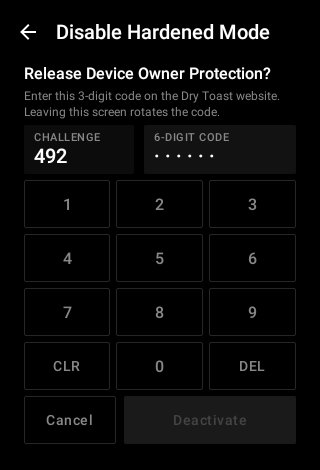 Disable Hardened Mode
Release Device Owner Protection?
Enter this 3-digit code on the Dry Toast website.
Leaving this screen rotates the code.
CHALLENGE
492
6-DIGIT CODE
······
1 2 3
4 5 6
7 8 9
CLR 0 DEL
Cancel Deactivate